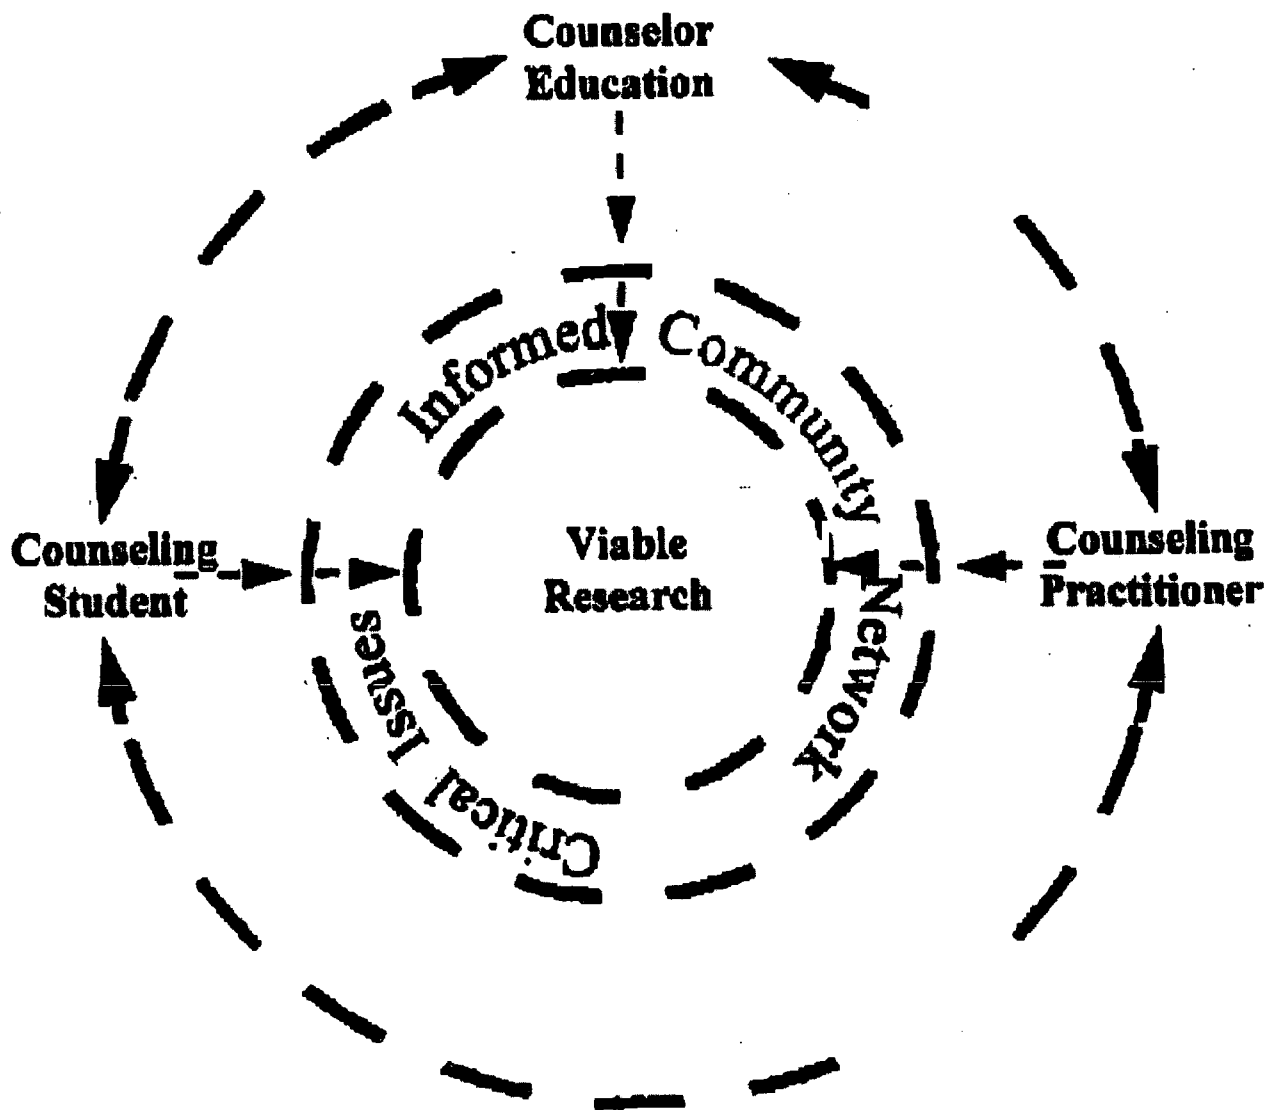 Counselor
Education
Informed
Community
Network
Critical Issues
Viable
Research
Counseling
Student
Counseling
Practitioner